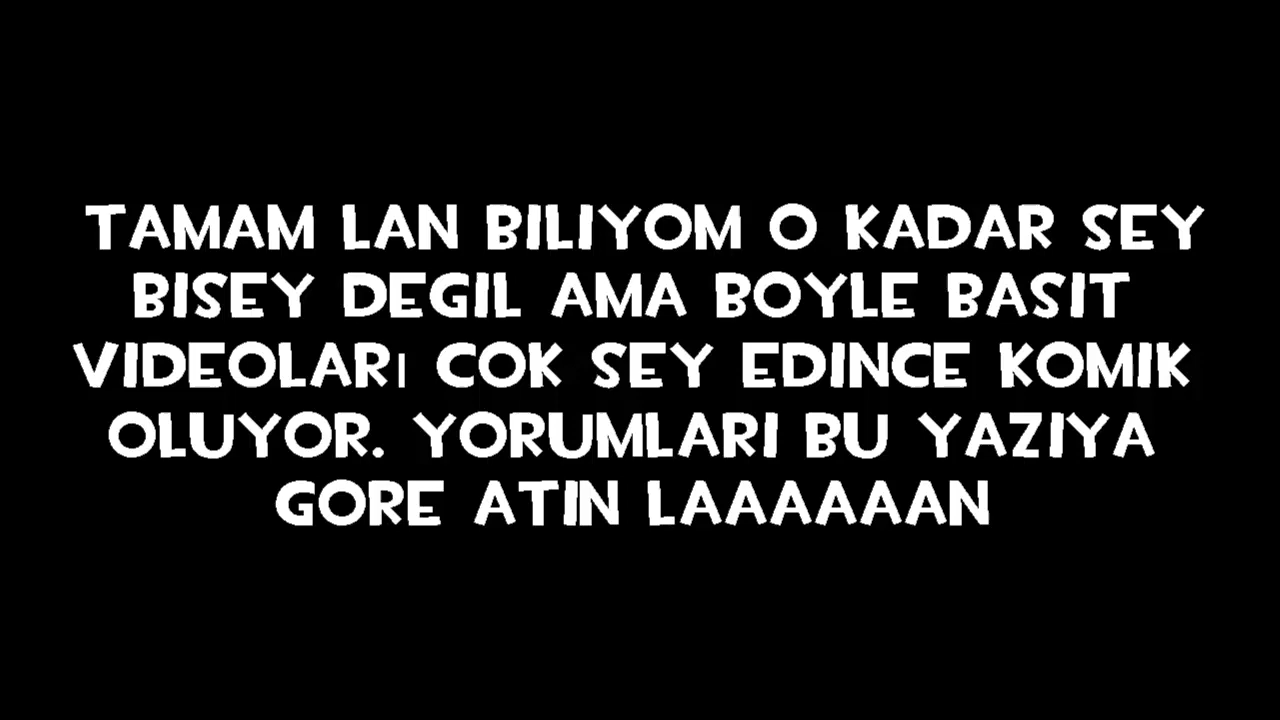 TAMAM LAN BILIYOM O KADAR SEY
BISEY DEGIL AMA BOYLE BASIT
VIDEOLARı COK SEY EDINCE KOMIK
OLUYOR. YORUMLARI BU YAZIYA
GORE ATIN LAAAAAAN